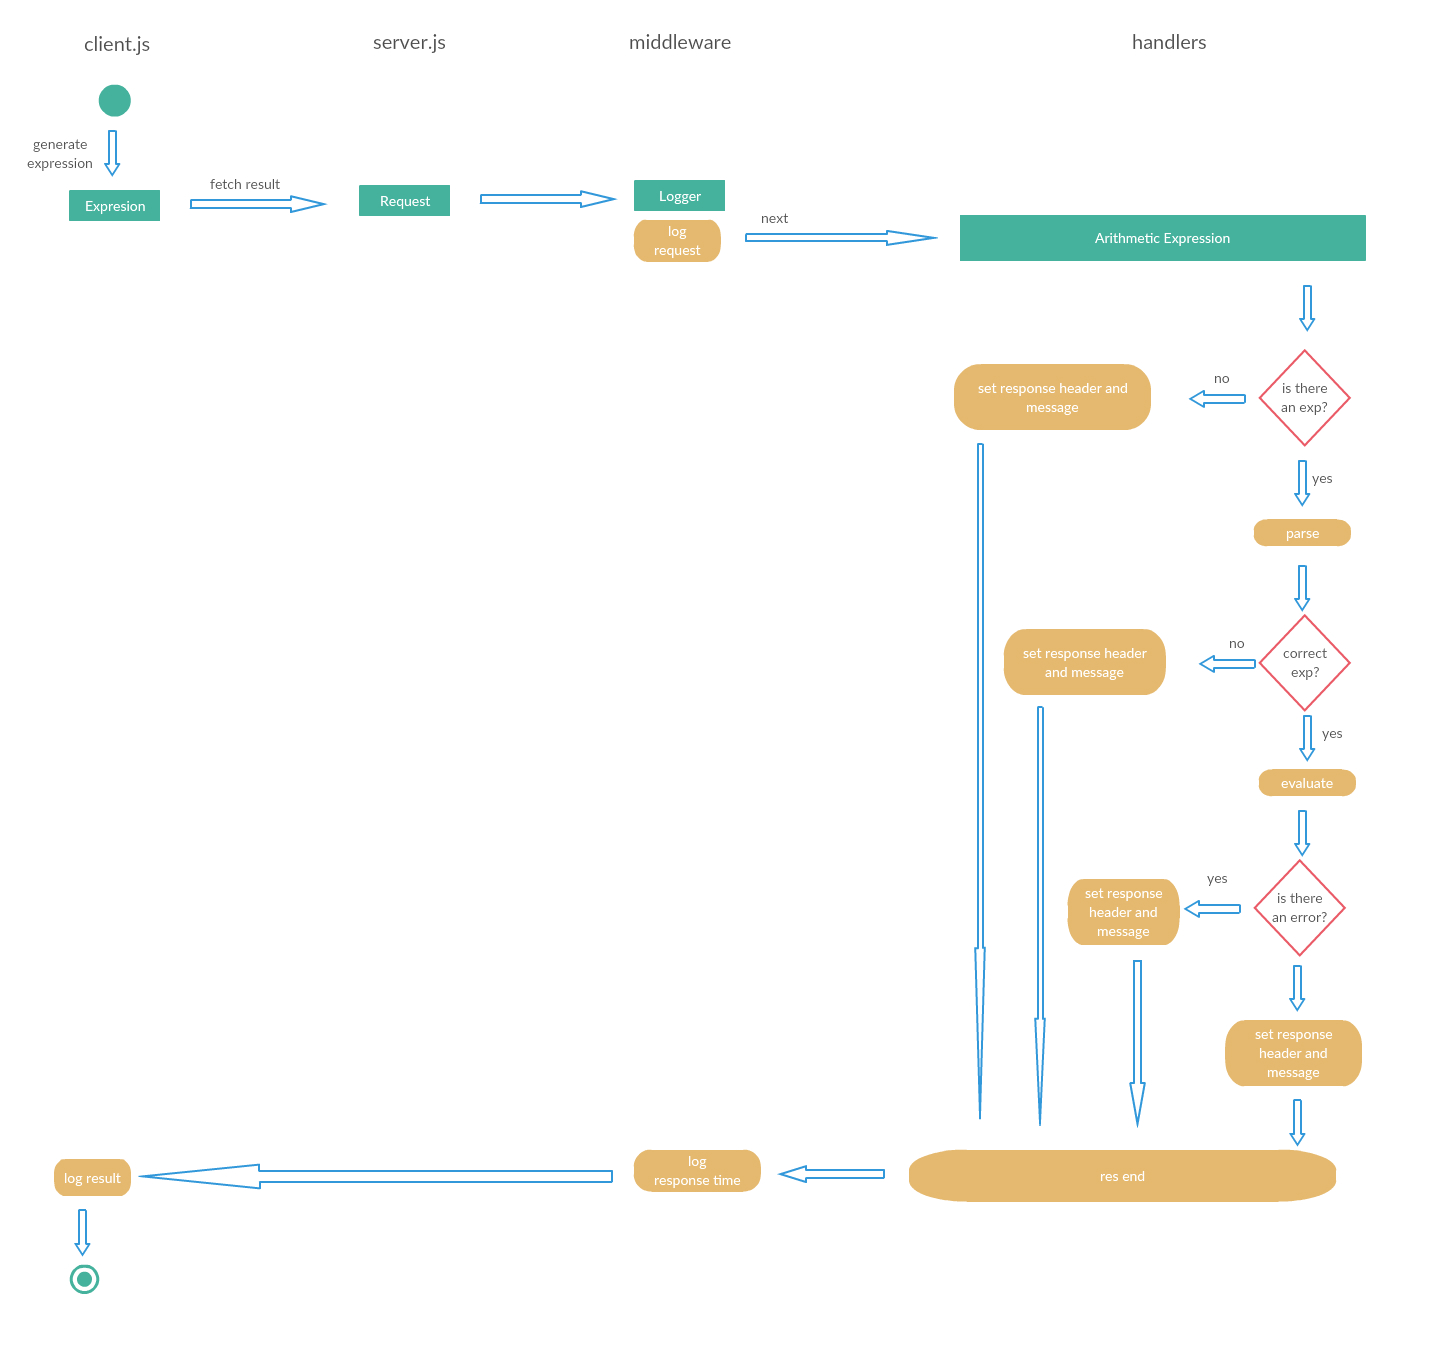 client.js
server.js
middleware
handlers
generate
expression
Expresion
fetch result
Request
Logger
log
request
next
Arithmetic Expression
is there
an exp?
no
set response header and
message
yes
parse
correct
exp?
no
set response header
and message
yes
evaluate
is there
an error?
yes
set response
header and
message
set response
header and
message
res end
log
response time
log result